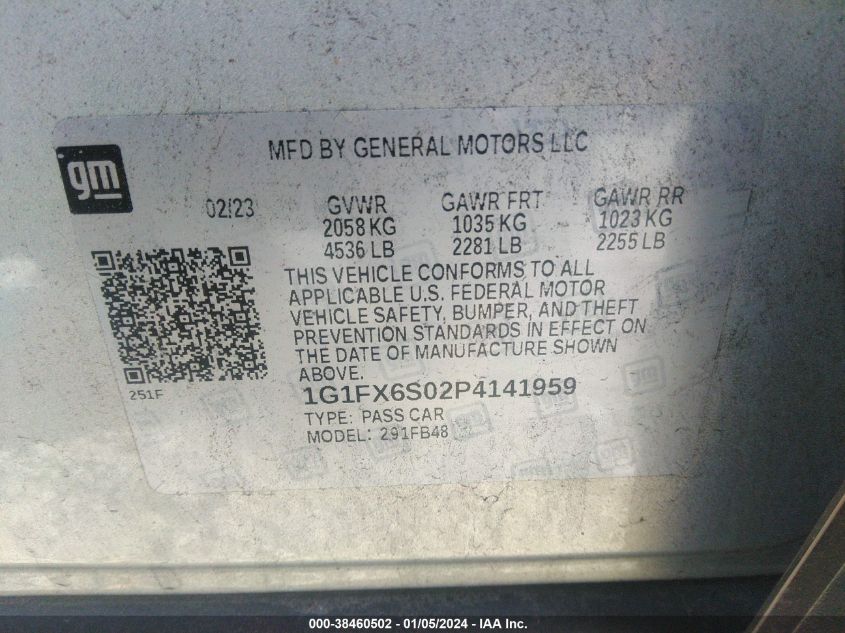 MFD BY GENERAL MOTORS LLC
gm
02/23 GVWR GAWR FRT GAWR RR
2058 KG 1035 KG 1023 KG
4536 LB 2281 LB 2255 LB
THIS VEHICLE CONFORMS TO ALL
APPLICABLE U.S. FEDERAL MOTOR
VEHICLE SAFETY, BUMPER, AND THEFT
PREVENTION STANDARDS IN EFFECT ON
THE DATE OF MANUFACTURE SHOWN
ABOVE.
251F
1G1FX6S02P4141959
TYPE: PASS CAR
MODEL: 291FB48
000-38460502 - 01/05/2024 - IAA Inc.